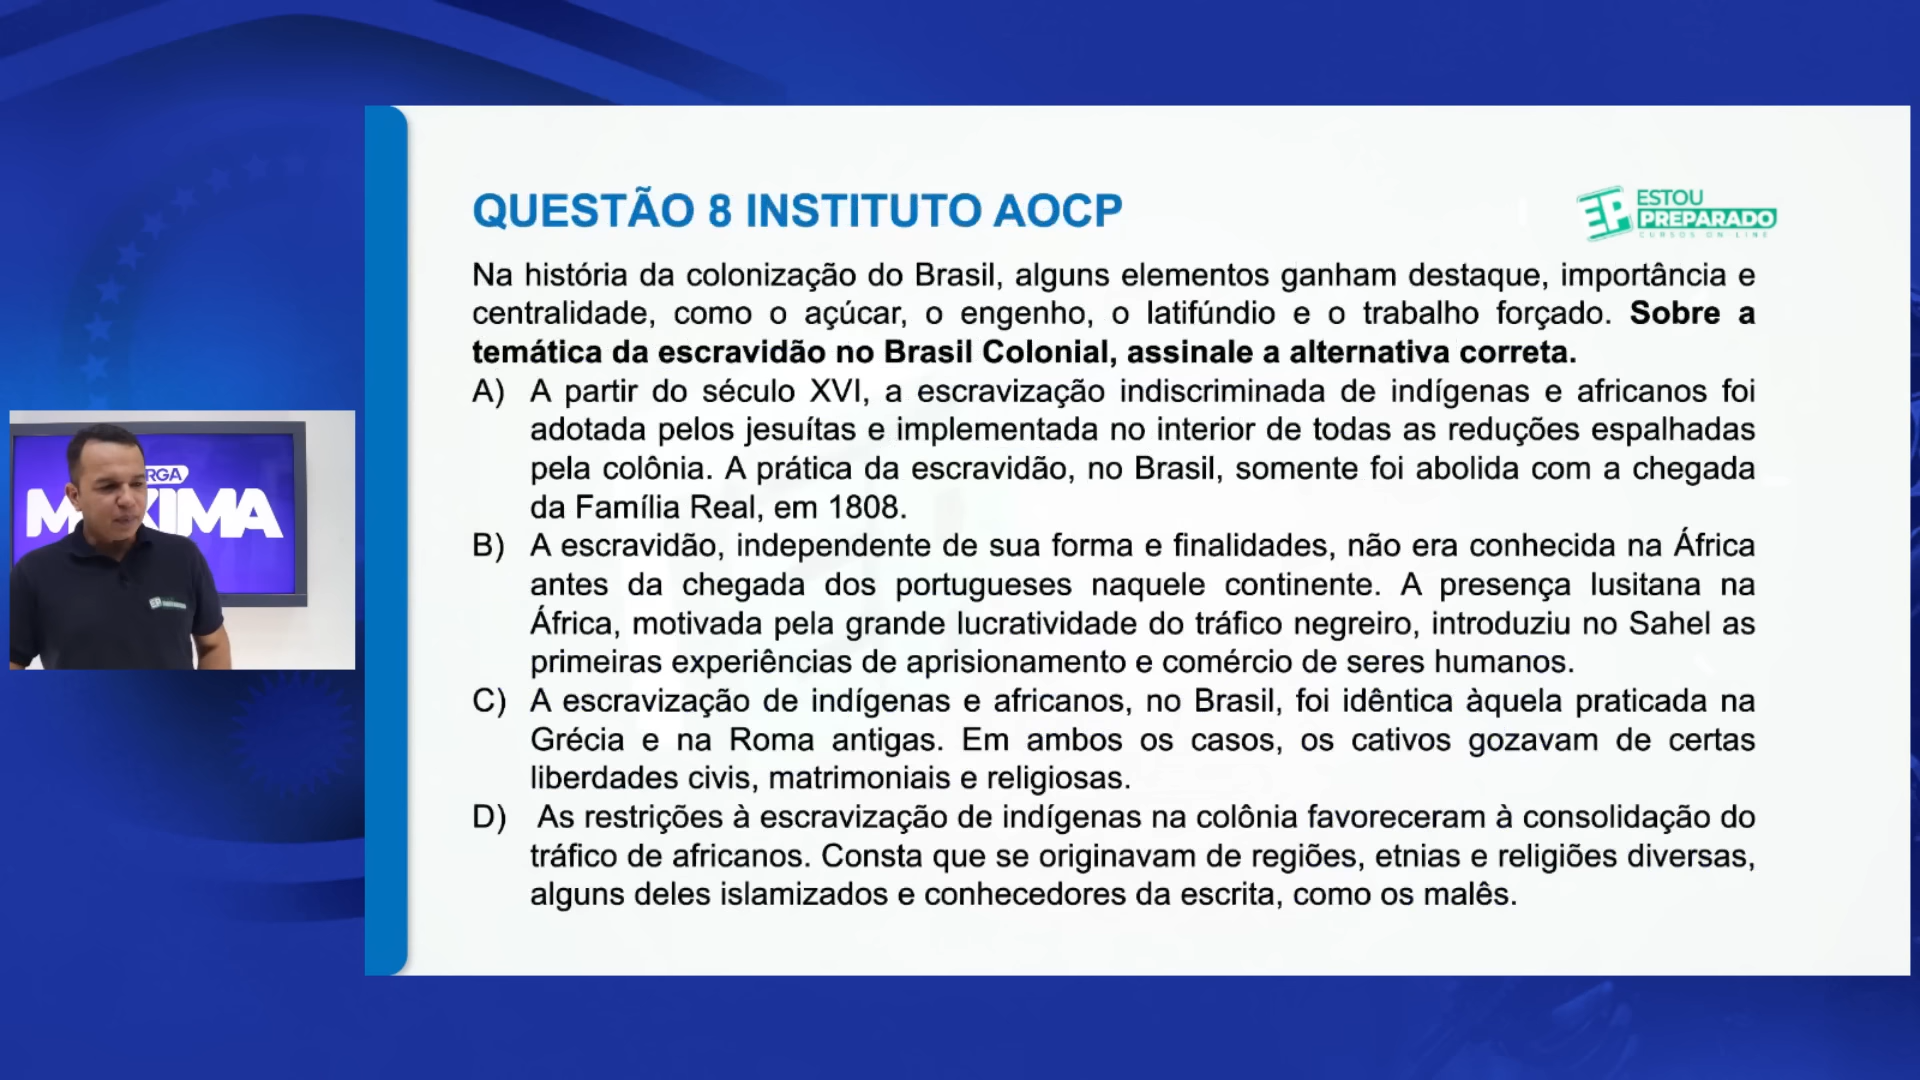 QUESTÃO 8 INSTITUTO AOCP
ESTOU
PREPARADO
CURSOS ON LINE
Na história da colonização do Brasil, alguns elementos ganham destaque, importância e
centralidade, como o açúcar, o engenho, o latifúndio e o trabalho forçado. Sobre a
temática da escravidão no Brasil Colonial, assinale a alternativa correta.
A) A partir do século XVI, a escravização indiscriminada de indígenas e africanos foi
adotada pelos jesuítas e implementada no interior de todas as reduções espalhadas
pela colônia. A prática da escravidão, no Brasil, somente foi abolida com a chegada
da Família Real, em 1808.
B) A escravidão, independente de sua forma e finalidades, não era conhecida na África
antes da chegada dos portugueses naquele continente. A presença lusitana na
África, motivada pela grande lucratividade do tráfico negreiro, introduziu no Sahel as
primeiras experiências de aprisionamento e comércio de seres humanos.
C) A escravização de indígenas e africanos, no Brasil, foi idêntica àquela praticada na
Grécia e na Roma antigas. Em ambos os casos, os cativos gozavam de certas
liberdades civis, matrimoniais e religiosas.
D) As restrições à escravização de indígenas na colônia favoreceram à consolidação do
tráfico de africanos. Consta que se originavam de regiões, etnias e religiões diversas,
alguns deles islamizados e conhecedores da escrita, como os malês.